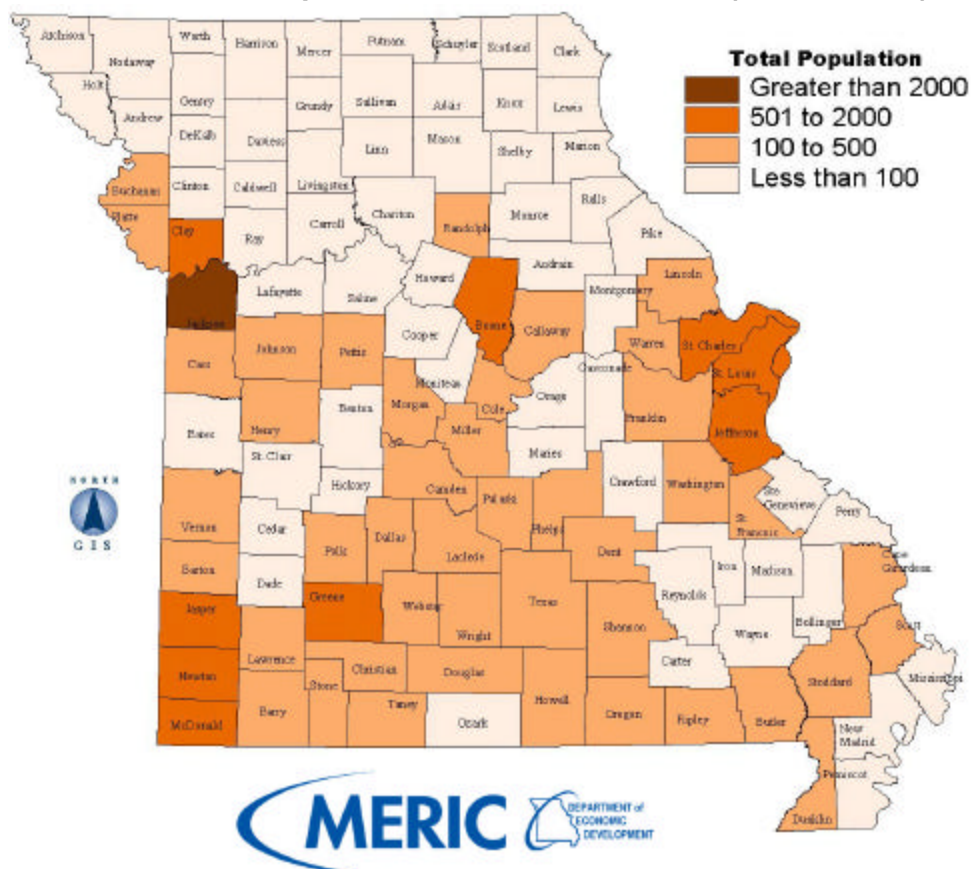 Total Population
Greater than 2000
501 to 2000
100 to 500
Less than 100
Atchison
Nodaway
Worth
Harrison
Mercer
Putnam
Schuyler
Scotland
Clark
Holt
Gentry
Andrew
DeKalb
Daviess
Grundy
Sullivan
Adair
Knox
Lewis
Linn
Macon
Shelby
Marion
Buchanan
Clinton
Caldwell
Livingston
Chariton
Randolph
Monroe
Ralls
Platte
Clay
Ray
Carroll
Pike
Jackson
Lafayette
Saline
Howard
Boone
Audrain
Montgomery
Lincoln
Cooper
Callaway
Warren
St. Charles
St. Louis
Cass
Johnson
Pettis
Moniteau
Morgan
Cole
Osage
Gasconade
Franklin
Jefferson
Bates
Henry
Benton
Miller
Maries
St. Clair
Hickory
Camden
Pulaski
Phelps
Crawford
Washington
Ste.
Genevieve
St.
Francois
Perry
NORTH
GIS
Vernon
Cedar
Polk
Dallas
Laclede
Dent
Iron
Madison
Cape
Girardeau
Barton
Dade
Greene
Webster
Wright
Texas
Reynolds
Bollinger
Jasper
Shannon
Wayne
Scott
Newton
Lawrence
Christian
Douglas
Carter
Stoddard
Mississippi
Stone
McDonald
Barry
Taney
Ozark
Howell
Oregon
Ripley
Butler
New
Madrid
Pemiscot
Dunklin
MERIC
DEPARTMENT of
ECONOMIC
DEVELOPMENT